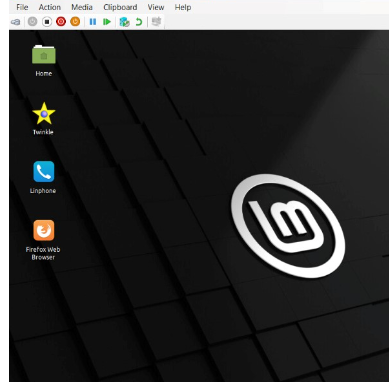 File Action Media Clipboard View Help
Home
Twinkle
Linphone
Firefox Web
Browser